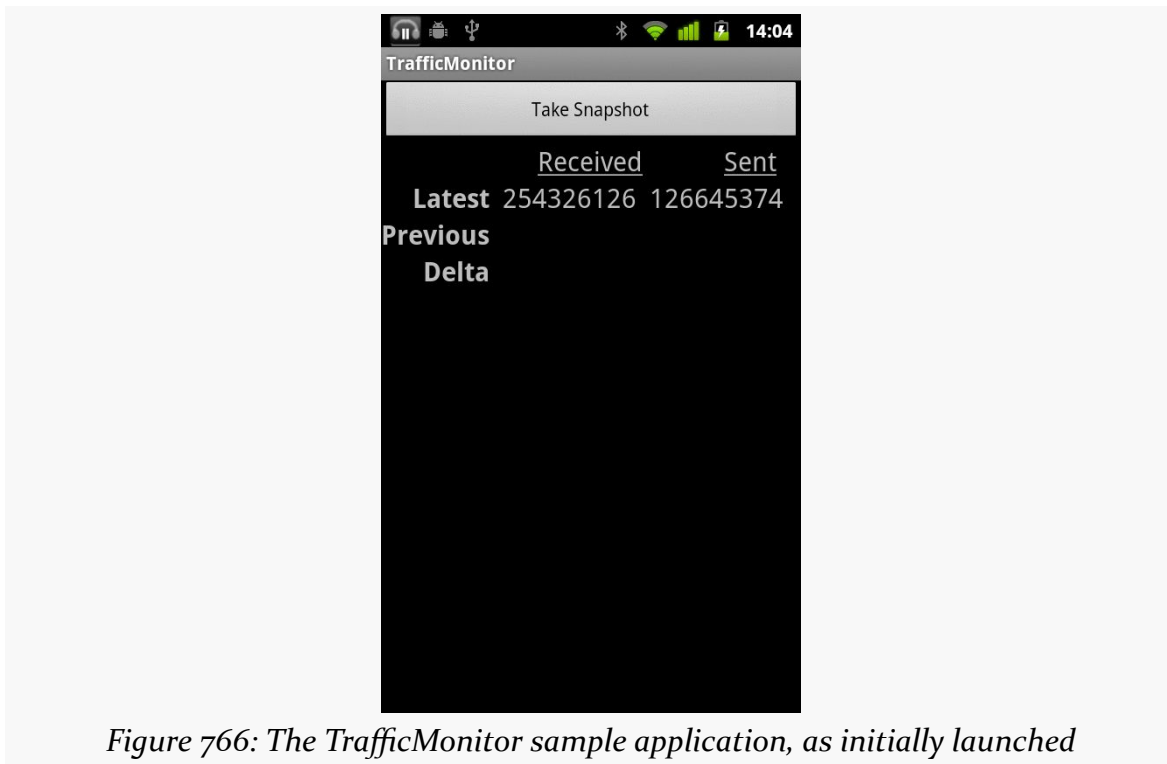 14:04
TrafficMonitor
Take Snapshot
Received Sent
Latest 254326126 126645374
Previous
Delta
Figure 766: The TrafficMonitor sample application, as initially launched